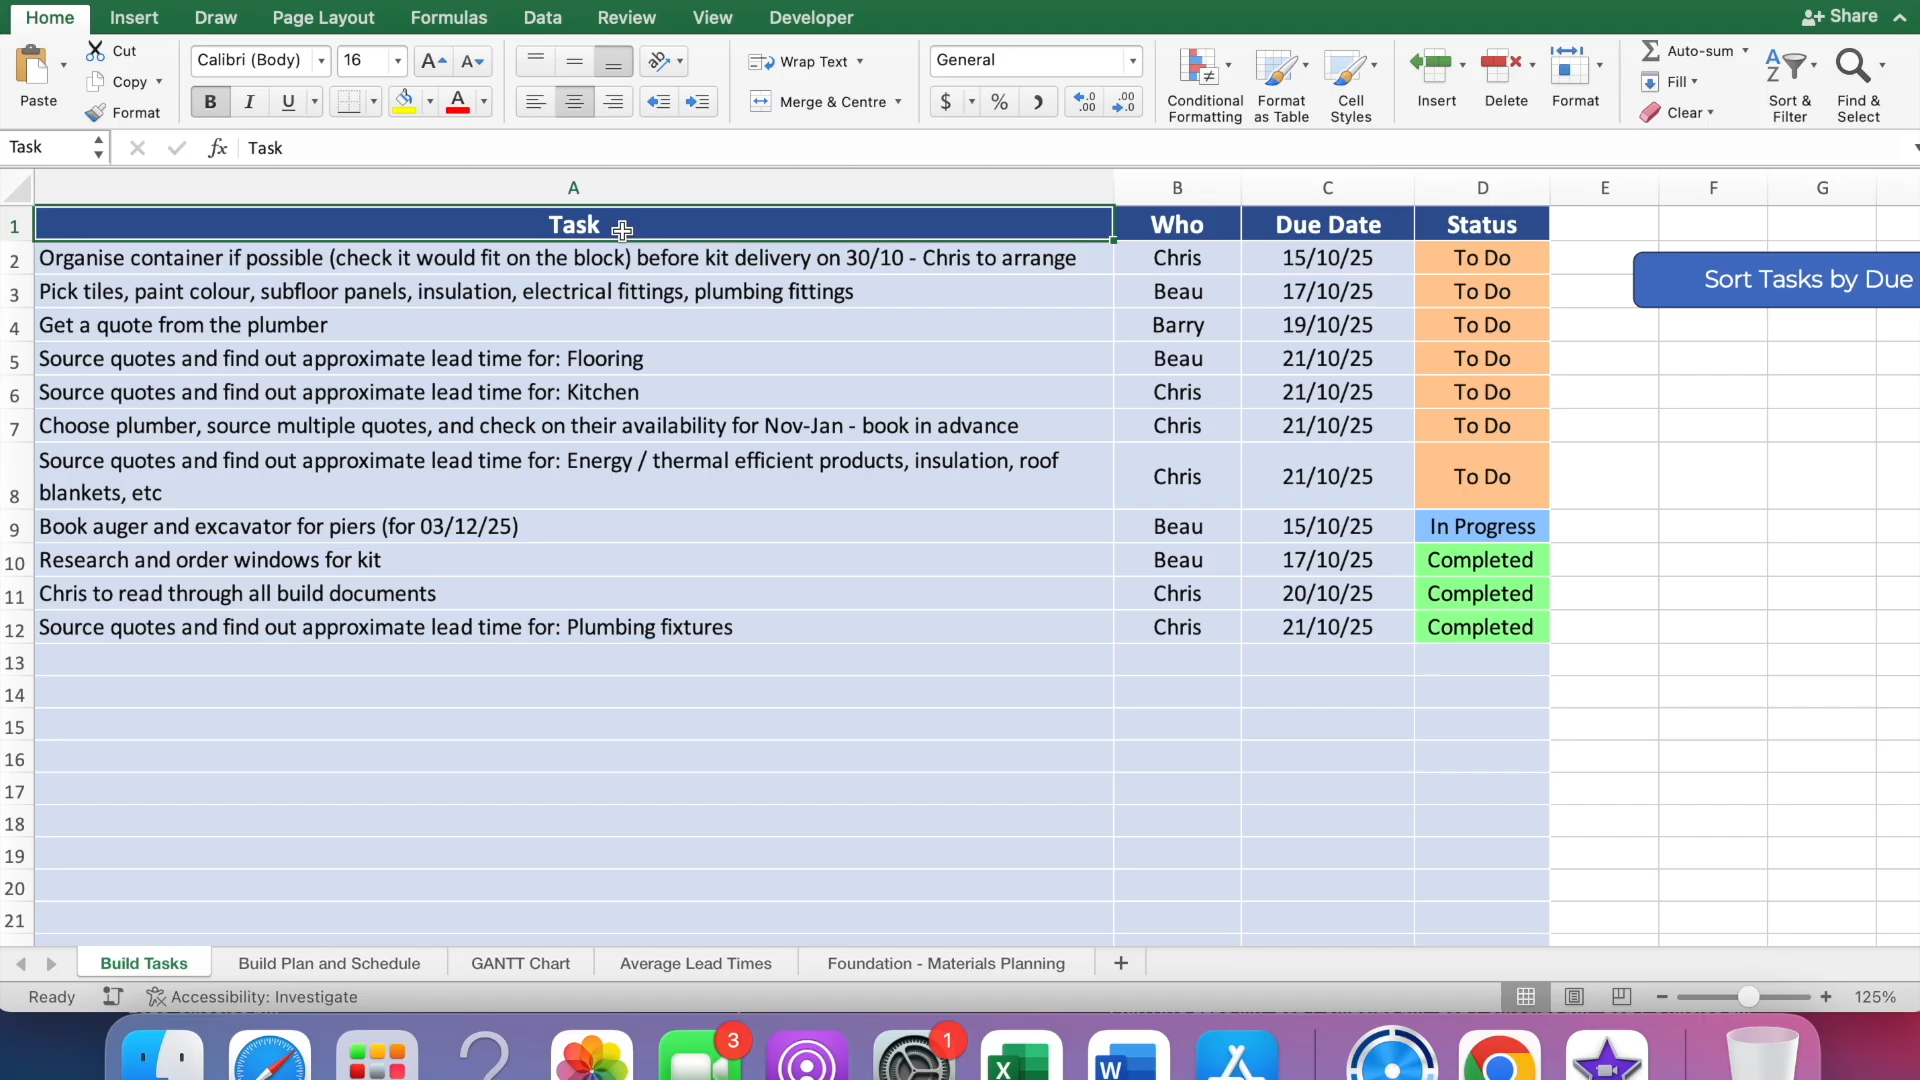 Home Insert Draw Page Layout Formulas Data Review View Developer Share
Cut
Copy
Format
Paste
Calibri (Body) 16
B I U
Wrap Text
Merge & Centre
General
$ % 
Conditional Formatting
Format as Table
Cell Styles
Insert Delete Format
Auto-sum
Fill
Clear
Sort & Filter
Find & Select
Task fx Task
A B C D E F G
1 Task Who Due Date Status
2 Organise container if possible (check it would fit on the block) before kit delivery on 30/10 - Chris to arrange Chris 15/10/25 To Do
Sort Tasks by Due
3 Pick tiles, paint colour, subfloor panels, insulation, electrical fittings, plumbing fittings Beau 17/10/25 To Do
4 Get a quote from the plumber Barry 19/10/25 To Do
5 Source quotes and find out approximate lead time for: Flooring Beau 21/10/25 To Do
6 Source quotes and find out approximate lead time for: Kitchen Chris 21/10/25 To Do
7 Choose plumber, source multiple quotes, and check on their availability for Nov-Jan - book in advance Chris 21/10/25 To Do
8 Source quotes and find out approximate lead time for: Energy / thermal efficient products, insulation, roof
blankets, etc Chris 21/10/25 To Do
9 Book auger and excavator for piers (for 03/12/25) Beau 15/10/25 In Progress
10 Research and order windows for kit Beau 17/10/25 Completed
11 Chris to read through all build documents Chris 20/10/25 Completed
12 Source quotes and find out approximate lead time for: Plumbing fixtures Chris 21/10/25 Completed
13
14
15
16
17
18
19
20
21
Build Tasks Build Plan and Schedule GANTT Chart Average Lead Times Foundation - Materials Planning +
Ready Accessibility: Investigate 125%
3 1